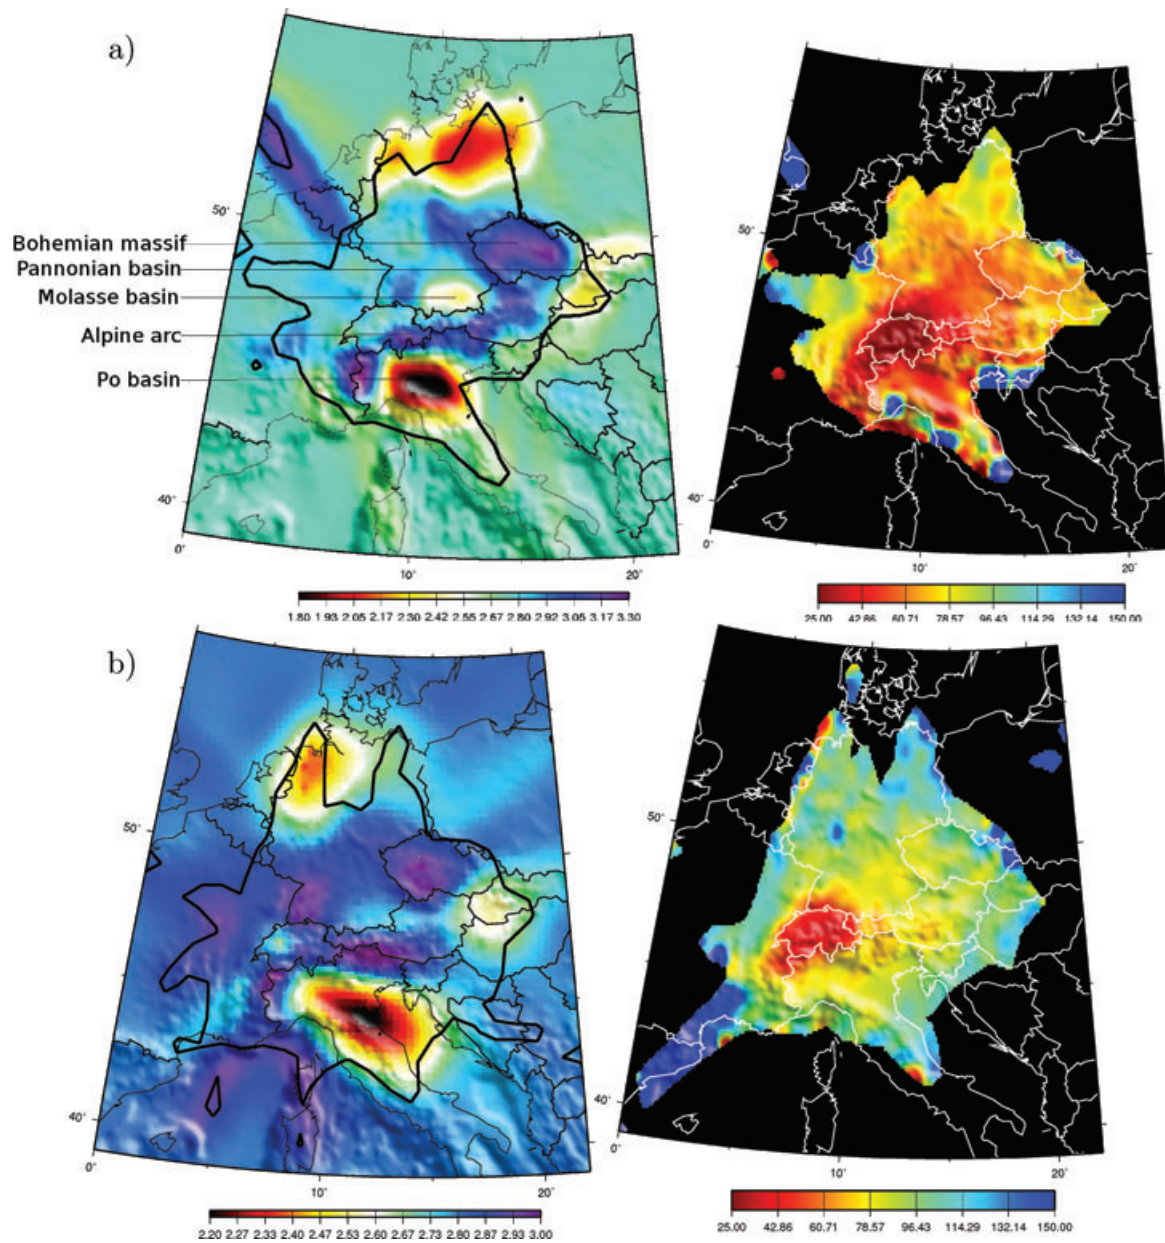 a)
50°
Bohemian massif
Pannonian basin
Molasse basin
Alpine arc
Po basin
40°
0°
10°
20°
1.80 1.93 2.05 2.17 2.30 2.42 2.55 2.67 2.80 2.92 3.05 3.17 3.30
50°
40°
0°
10°
20°
25.00 42.86 60.71 78.57 96.43 114.29 132.14 150.00
b)
50°
40°
0°
10°
20°
2.20 2.27 2.33 2.40 2.47 2.53 2.60 2.67 2.73 2.80 2.87 2.93 3.00
50°
40°
0°
10°
20°
25.00 42.86 60.71 78.57 96.43 114.29 132.14 150.00